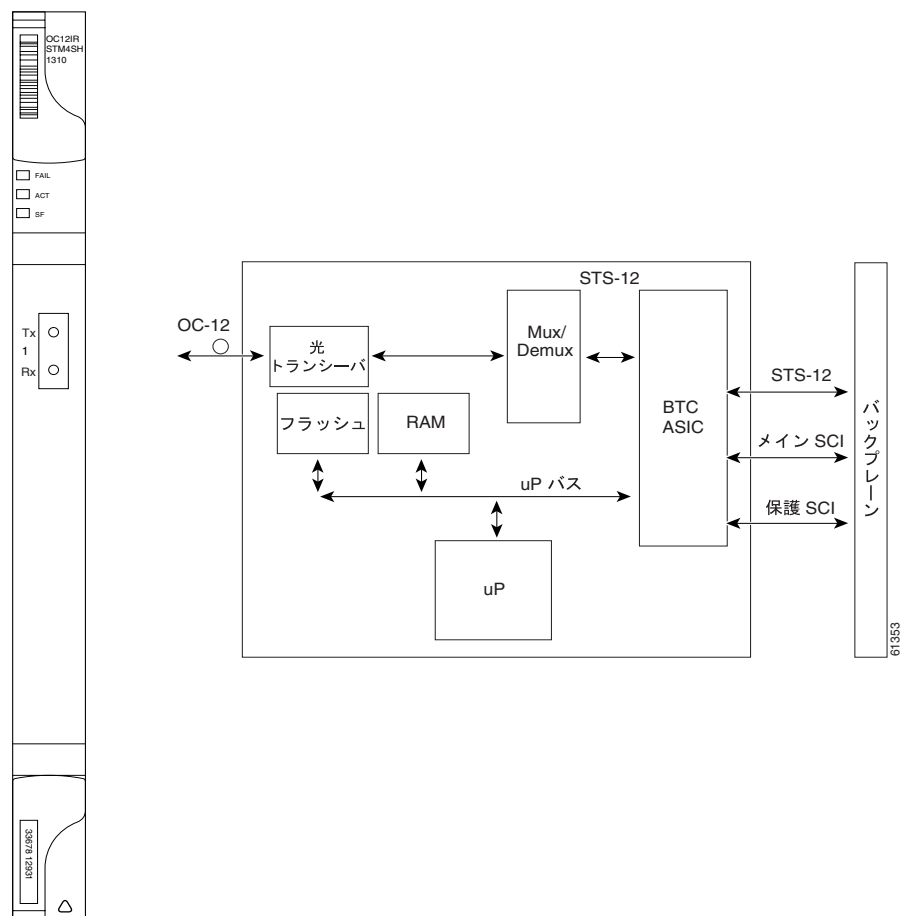 OC12IR
STM4SH
1310
FAIL
ACT
SF
Tx
1
Rx
33678 12931
OC-12
光
トランシーバ
フラッシュ
RAM
uP バス
uP
Mux/
Demux
STS-12
BTC
ASIC
STS-12
メイン SCI
保護 SCI
バックプレーン
61353